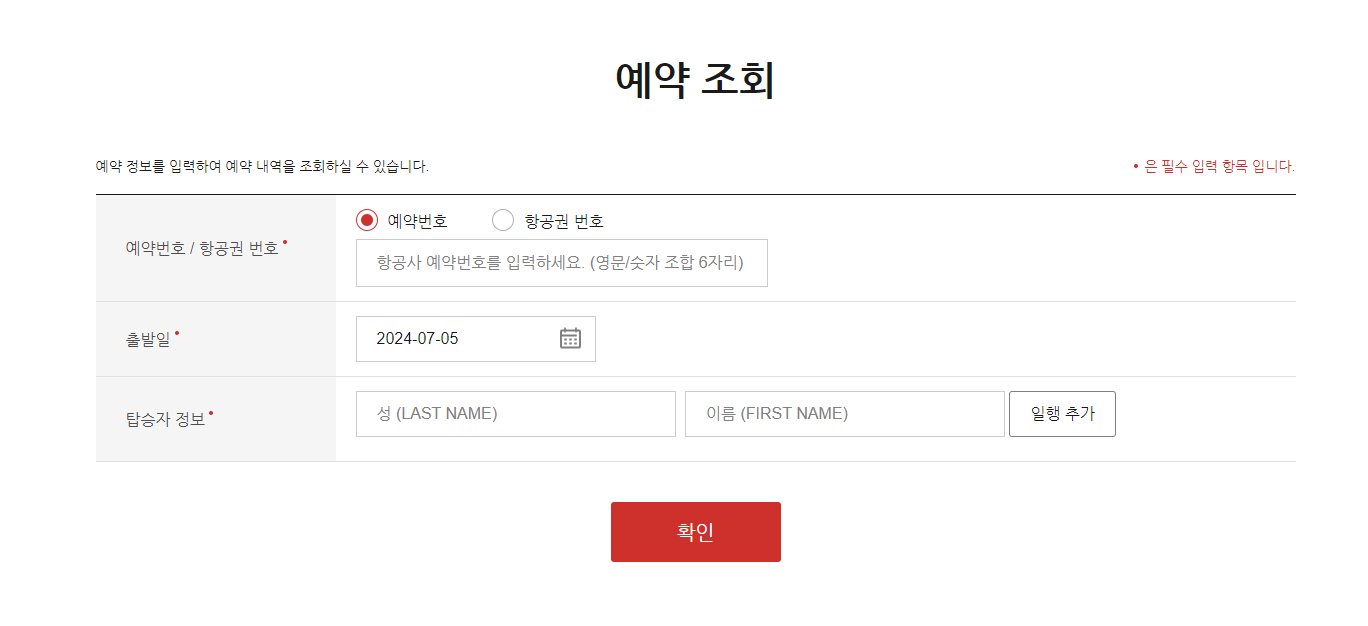 예약 조회
예약 정보를 입력하여 예약 내역을 조회하실 수 있습니다.
• 은 필수 입력 항목 입니다.
예약번호 / 항공권 번호 •
예약번호 항공권 번호
항공사 예약번호를 입력하세요. (영문/숫자 조합 6자리)
출발일 •
2024-07-05
탑승자 정보 •
성 (LAST NAME) 이름 (FIRST NAME) 일행 추가
확인